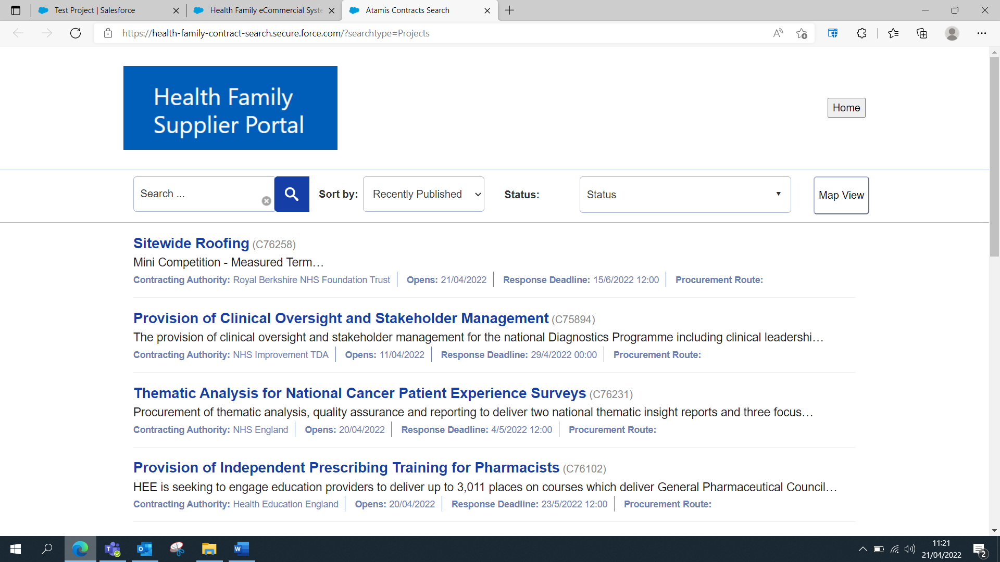 Test Project | Salesforce
Health Family eCommercial Syste
Atamis Contracts Search
https://health-family-contract-search.secure.force.com/?searchtype=Projects
Health Family
Supplier Portal
Home
Search ...
Sort by:
Recently Published
Status:
Status
Map View
Sitewide Roofing (C76258)
Mini Competition - Measured Term…
Contracting Authority: Royal Berkshire NHS Foundation Trust Opens: 21/04/2022 Response Deadline: 15/6/2022 12:00 Procurement Route:
Provision of Clinical Oversight and Stakeholder Management (C75894)
The provision of clinical oversight and stakeholder management for the national Diagnostics Programme including clinical leadershi…
Contracting Authority: NHS Improvement TDA Opens: 11/04/2022 Response Deadline: 29/4/2022 00:00 Procurement Route:
Thematic Analysis for National Cancer Patient Experience Surveys (C76231)
Procurement of thematic analysis, quality assurance and reporting to deliver two national thematic insight reports and three focus…
Contracting Authority: NHS England Opens: 20/04/2022 Response Deadline: 4/5/2022 12:00 Procurement Route:
Provision of Independent Prescribing Training for Pharmacists (C76102)
HEE is seeking to engage education providers to deliver up to 3,011 places on courses which deliver General Pharmaceutical Council…
Contracting Authority: Health Education England Opens: 20/04/2022 Response Deadline: 23/5/2022 12:00 Procurement Route:
11:21
21/04/2022
2